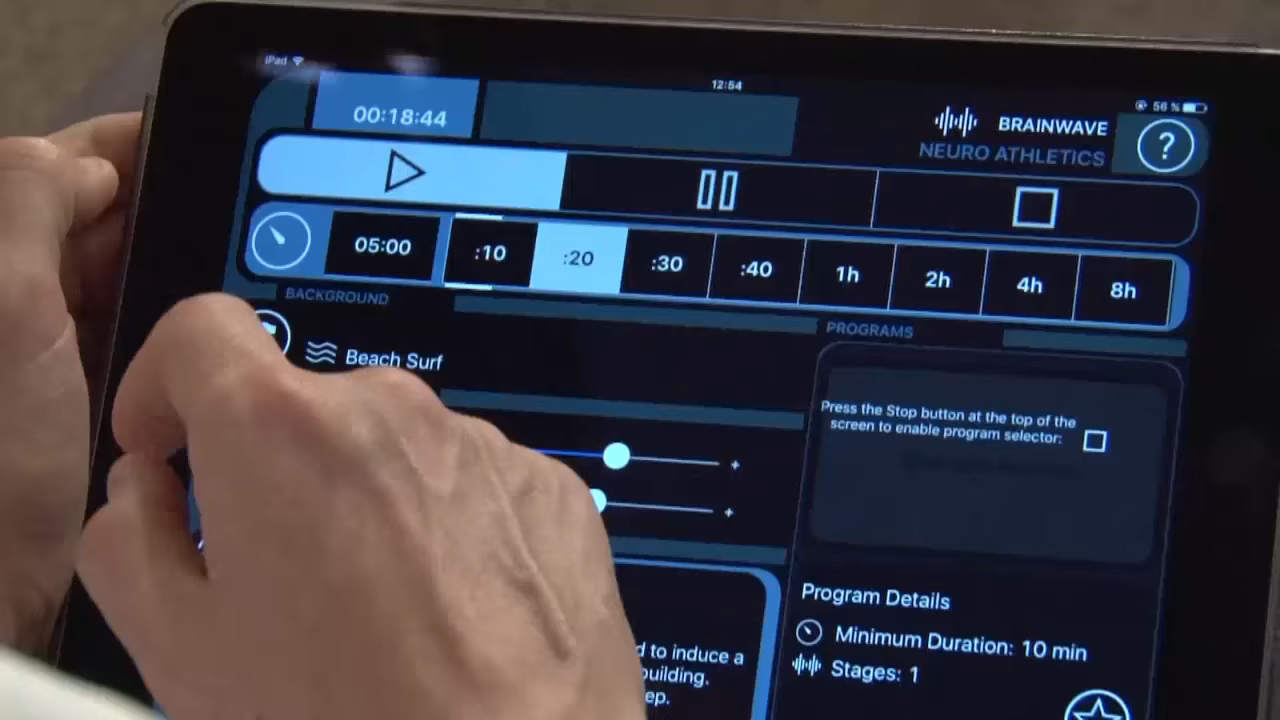 iPad
12:54
56 %
00:18:44
BRAINWAVE
NEURO ATHLETICS
?
05:00 :10 :20 :30 :40 1h 2h 4h 8h
BACKGROUND
PROGRAMS
Beach Surf
Press the Stop button at the top of the
screen to enable program selector:
+
+
Program Details
Minimum Duration: 10 min
Stages: 1
d to induce a
building.
ep.